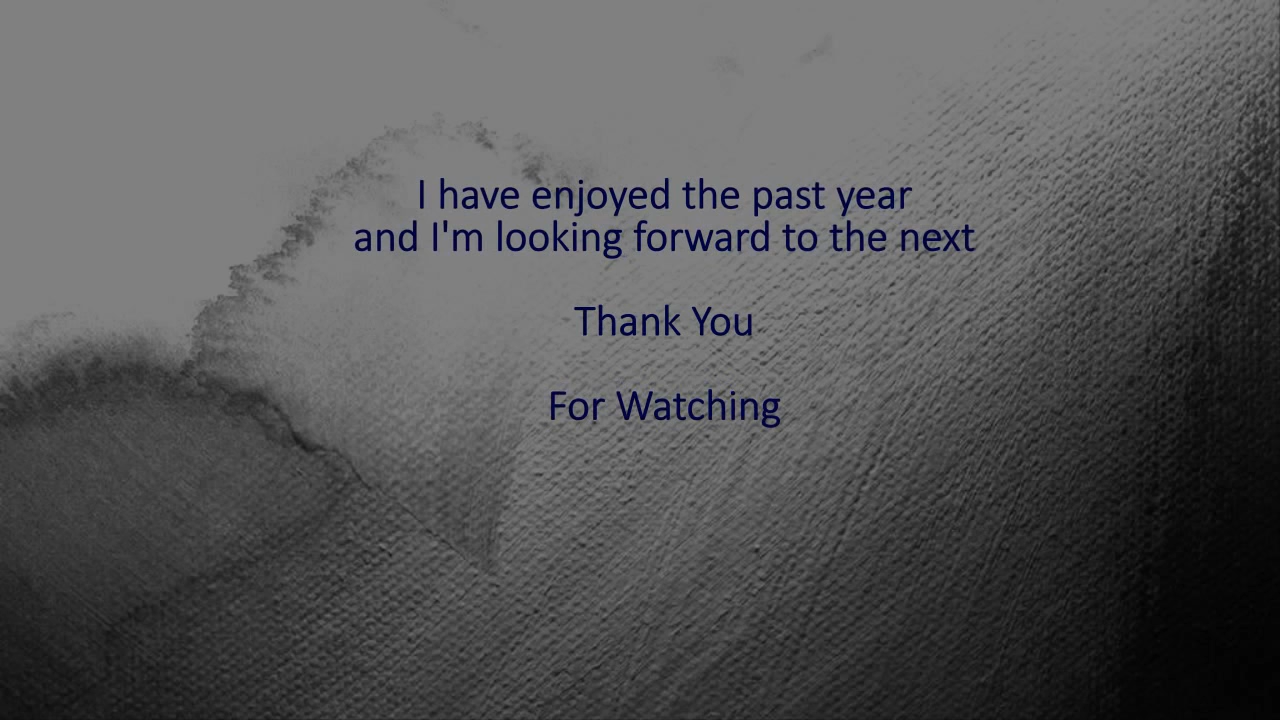 I have enjoyed the past year
and I'm looking forward to the next
Thank You
For Watching